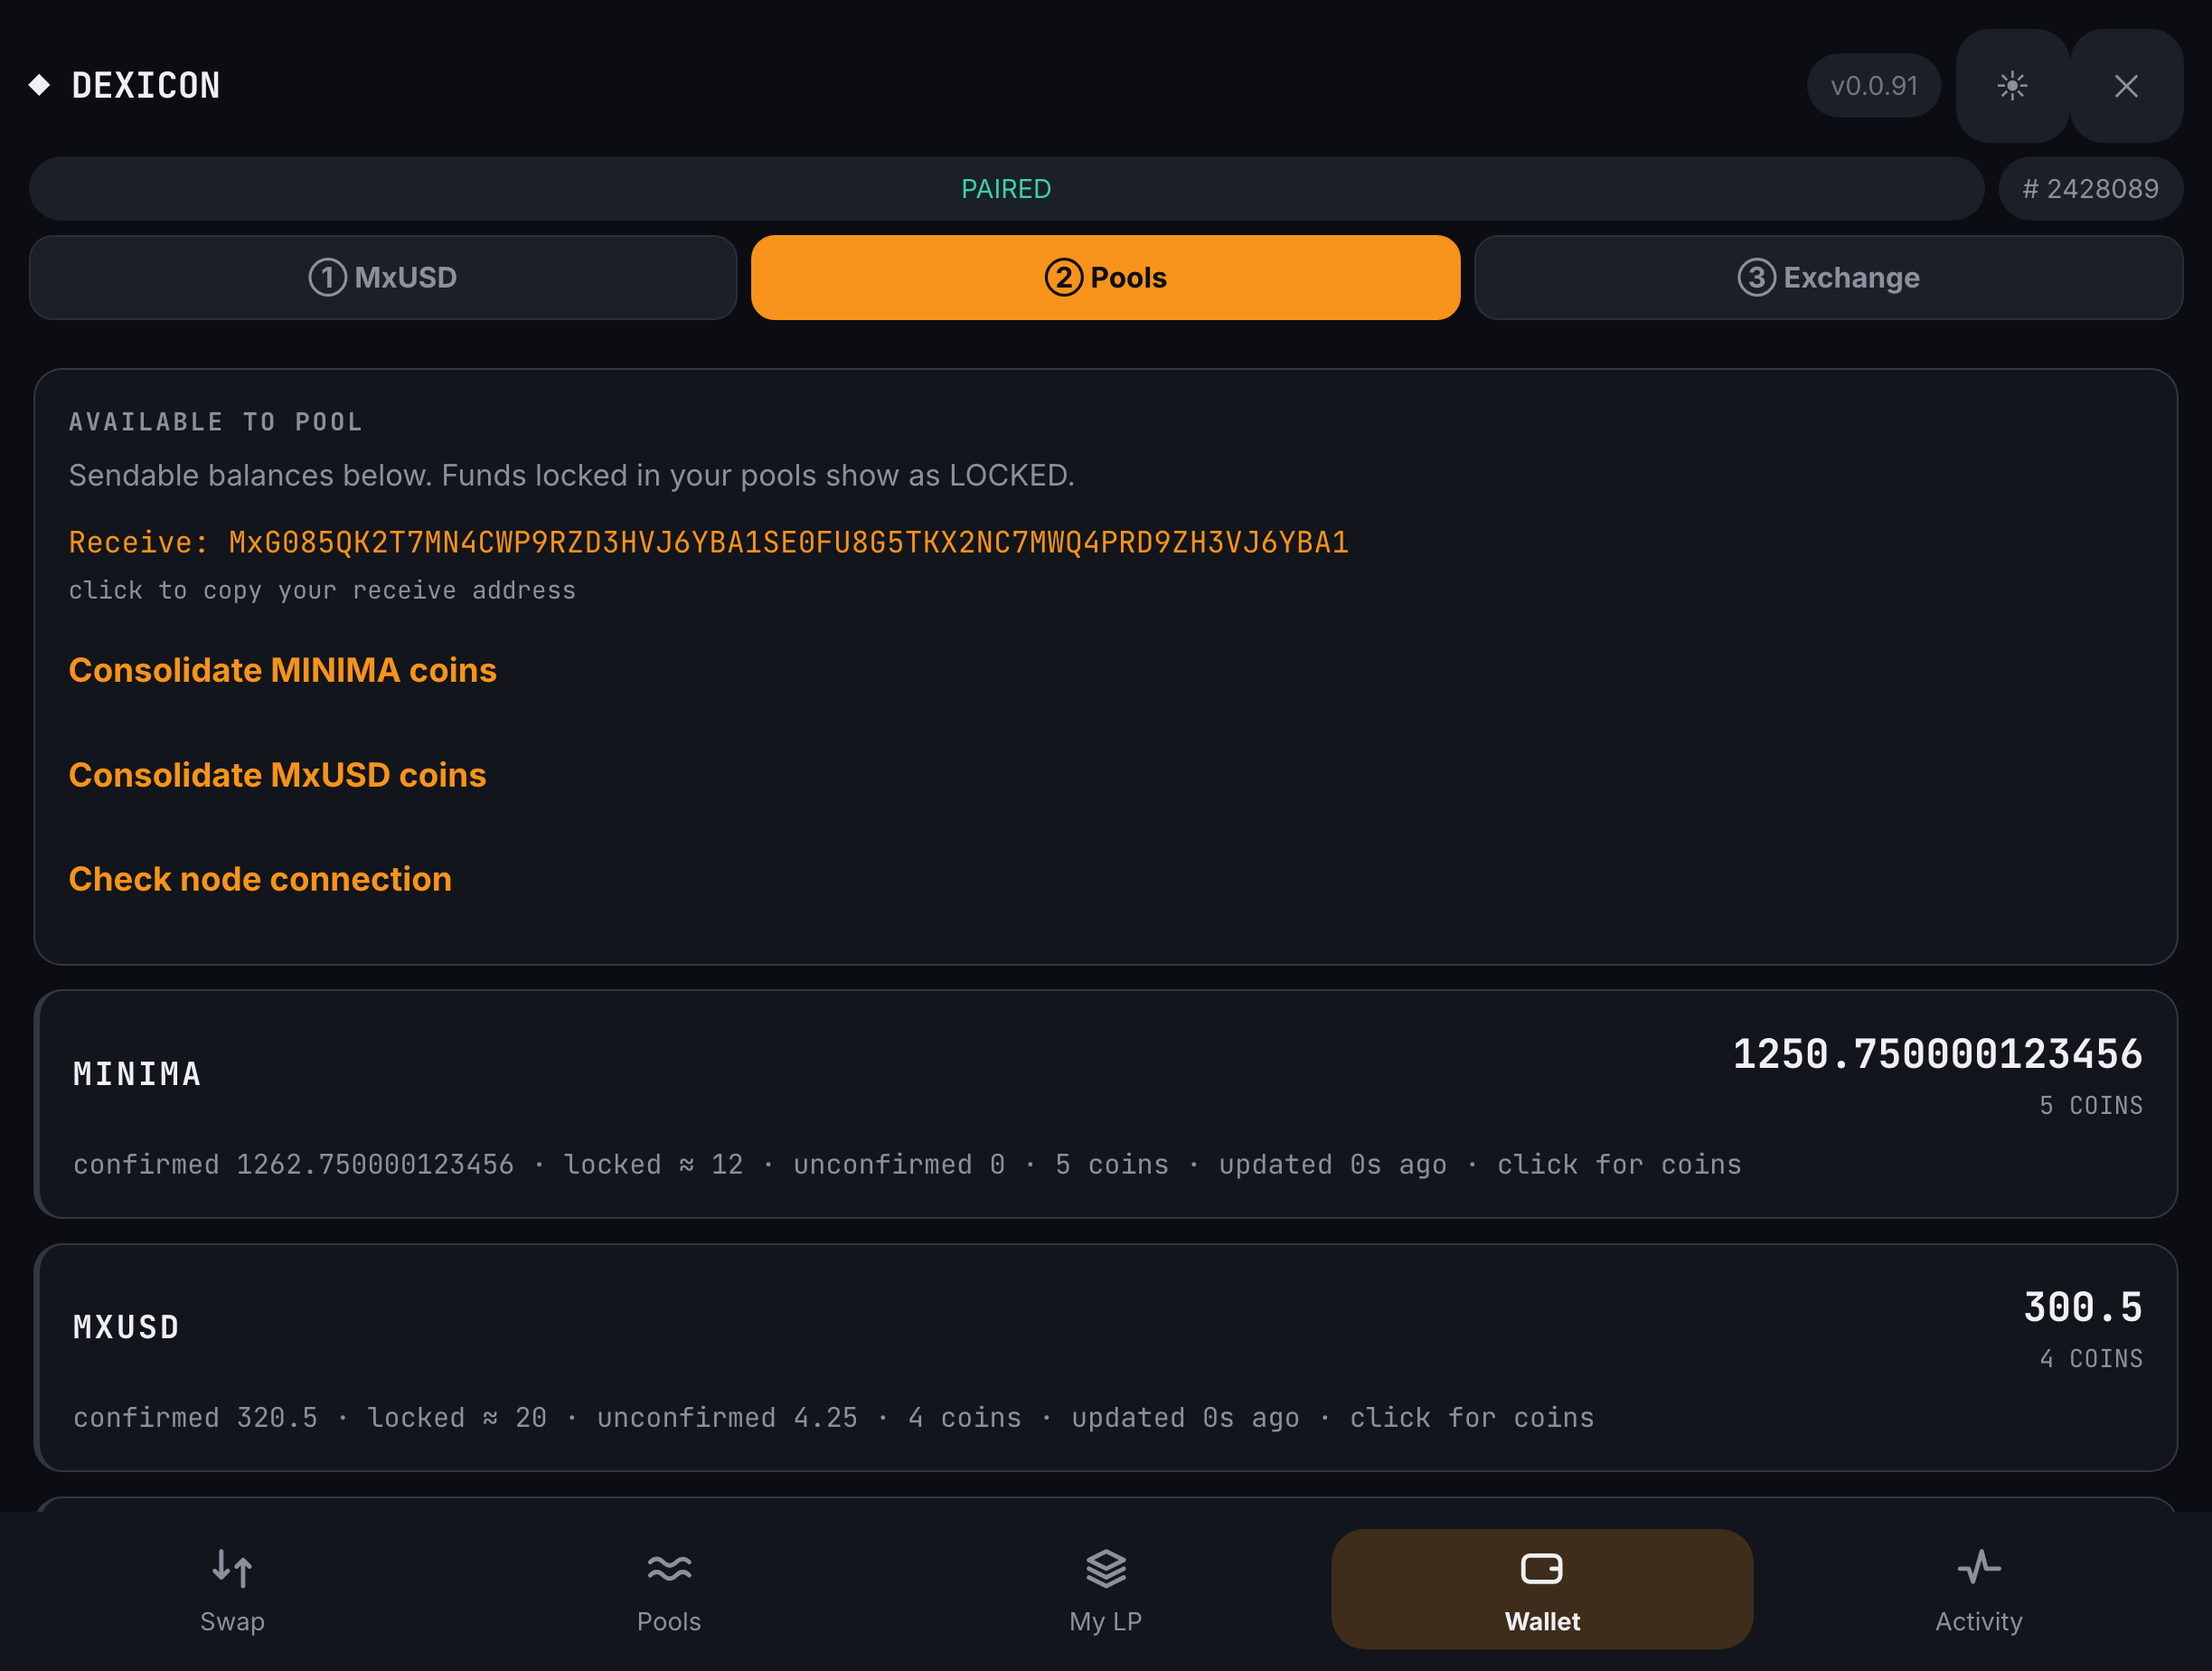 ◆ DEXICON
v0.0.91
PAIRED
# 2428089
① MxUSD
② Pools
③ Exchange
AVAILABLE TO POOL
Sendable balances below. Funds locked in your pools show as LOCKED.
Receive: MxG085QK2T7MN4CWP9RZD3HVJ6YBA1SE0FU8G5TKX2NC7MWQ4PRD9ZH3VJ6YBA1
click to copy your receive address
Consolidate MINIMA coins
Consolidate MxUSD coins
Check node connection
MINIMA
1250.750000123456
5 COINS
confirmed 1262.750000123456 · locked ≈ 12 · unconfirmed 0 · 5 coins · updated 0s ago · click for coins
MXUSD
300.5
4 COINS
confirmed 320.5 · locked ≈ 20 · unconfirmed 4.25 · 4 coins · updated 0s ago · click for coins
Swap
Pools
My LP
Wallet
Activity